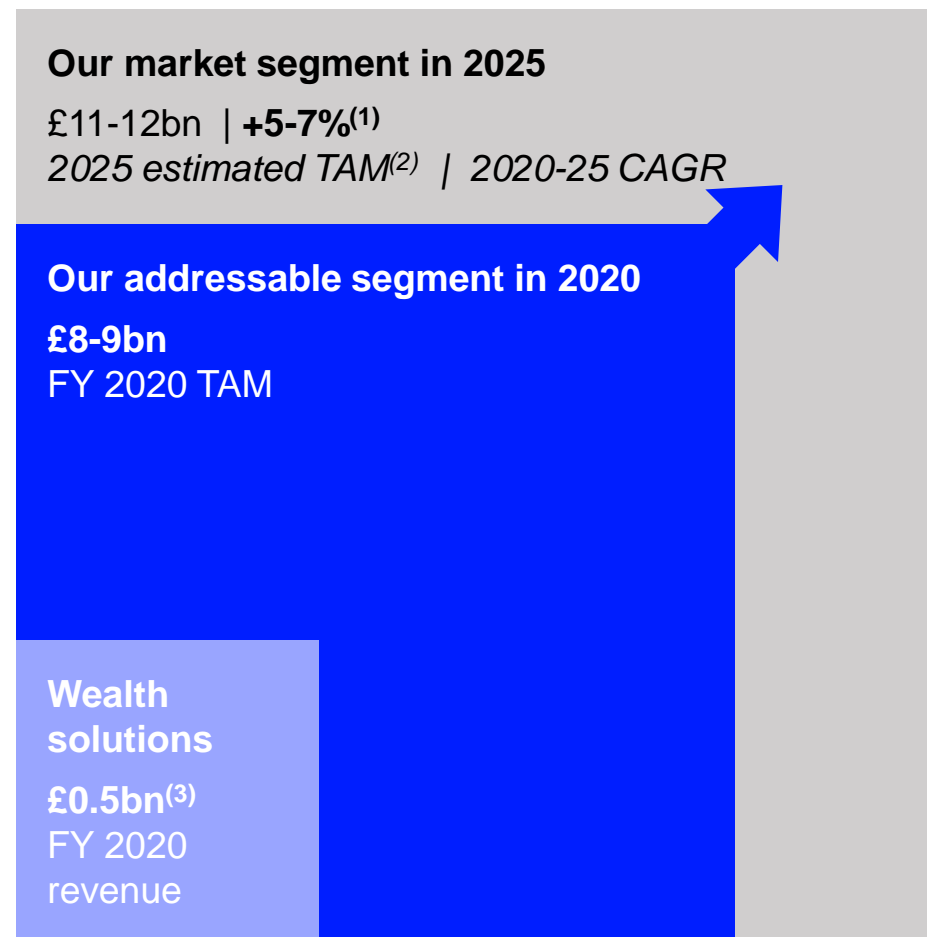 Our market segment in 2025
£11-12bn | +5-7%(1)
2025 estimated TAM(2) | 2020-25 CAGR
Our addressable segment in 2020
£8-9bn
FY 2020 TAM
Wealth
solutions
£0.5bn(3)
FY 2020
revenue